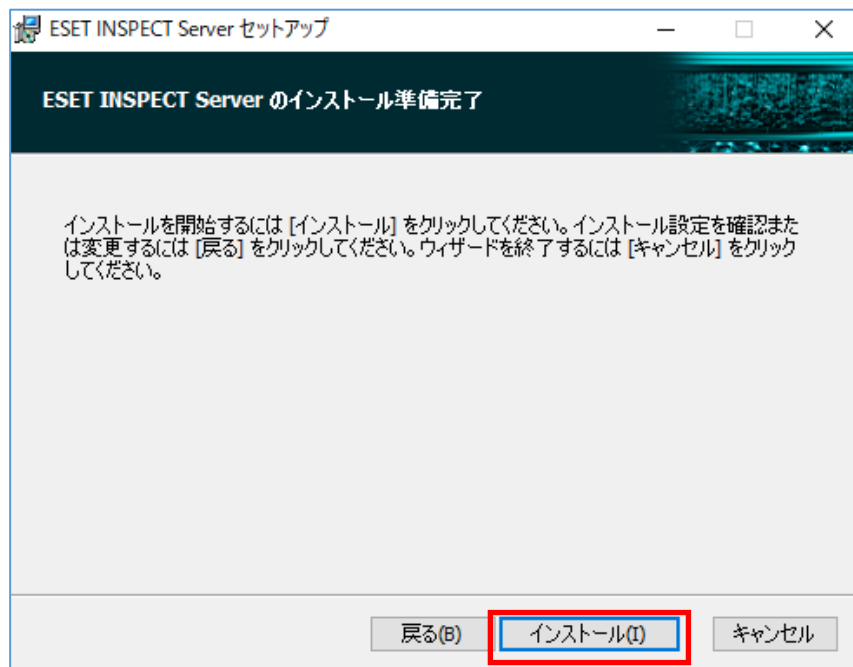 ESET INSPECT Server セットアップ
ESET INSPECT Server のインストール準備完了
インストールを開始するには [インストール] をクリックしてください。インストール設定を確認また
は変更するには [戻る] をクリックしてください。ウィザードを終了するには [キャンセル] をクリック
してください。
戻る(B)
インストール(I)
キャンセル